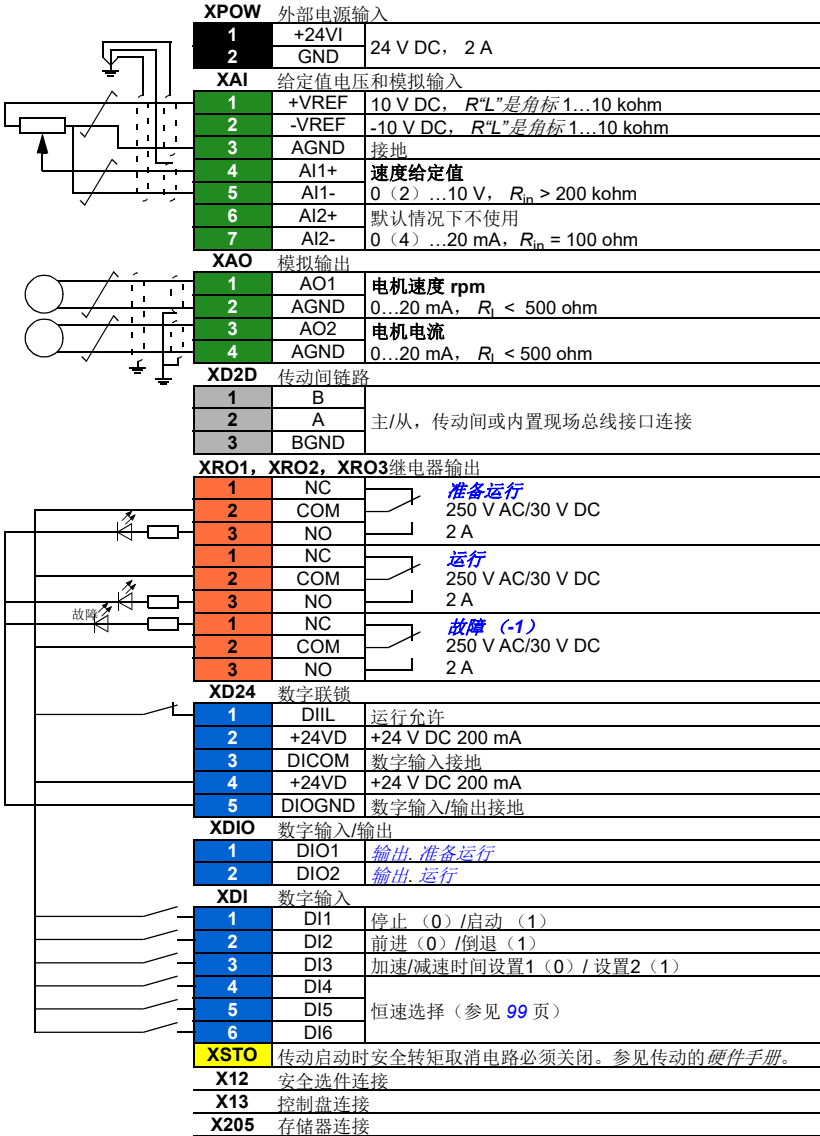 XPOW 外部电源输入
1 +24VI 24 V DC， 2 A
2 GND
XAI 给定值电压和模拟输入
1 +VREF 10 V DC， R“L”是角标 1…10 kohm
2 -VREF -10 V DC， R“L”是角标 1…10 kohm
3 AGND 接地
4 AI1+ 速度给定值
5 AI1- 0（2）…10 V， Rin > 200 kohm
6 AI2+ 默认情况下不使用
7 AI2- 0（4）…20 mA，Rin = 100 ohm
XAO 模拟输出
1 AO1 电机速度 rpm
2 AGND 0…20 mA， Rl < 500 ohm
3 AO2 电机电流
4 AGND 0…20 mA， Rl < 500 ohm
XD2D 传动间链路
1 B
2 A 主/从，传动间或内置现场总线接口连接
3 BGND
XRO1，XRO2，XRO3继电器输出
1 NC 准备运行
2 COM 250 V AC/30 V DC
3 NO 2 A
1 NC 运行
2 COM 250 V AC/30 V DC
3 NO 2 A
故障
1 NC 故障 （-1）
2 COM 250 V AC/30 V DC
3 NO 2 A
XD24 数字联锁
1 DIIL 运行允许
2 +24VD +24 V DC 200 mA
3 DICOM 数字输入接地
4 +24VD +24 V DC 200 mA
5 DIOGND 数字输入/输出接地
XDIO 数字输入/输出
1 DIO1 输出. 准备运行
2 DIO2 输出. 运行
XDI 数字输入
1 DI1 停止 （0）/启动 （1）
2 DI2 前进（0）/倒退（1）
3 DI3 加速/减速时间设置1（0）/ 设置2（1）
4 DI4
5 DI5 恒速选择（参见 99 页）
6 DI6
XSTO 传动启动时安全转矩取消电路必须关闭。参见传动的硬件手册。
X12 安全选件连接
X13 控制盘连接
X205 存储器连接